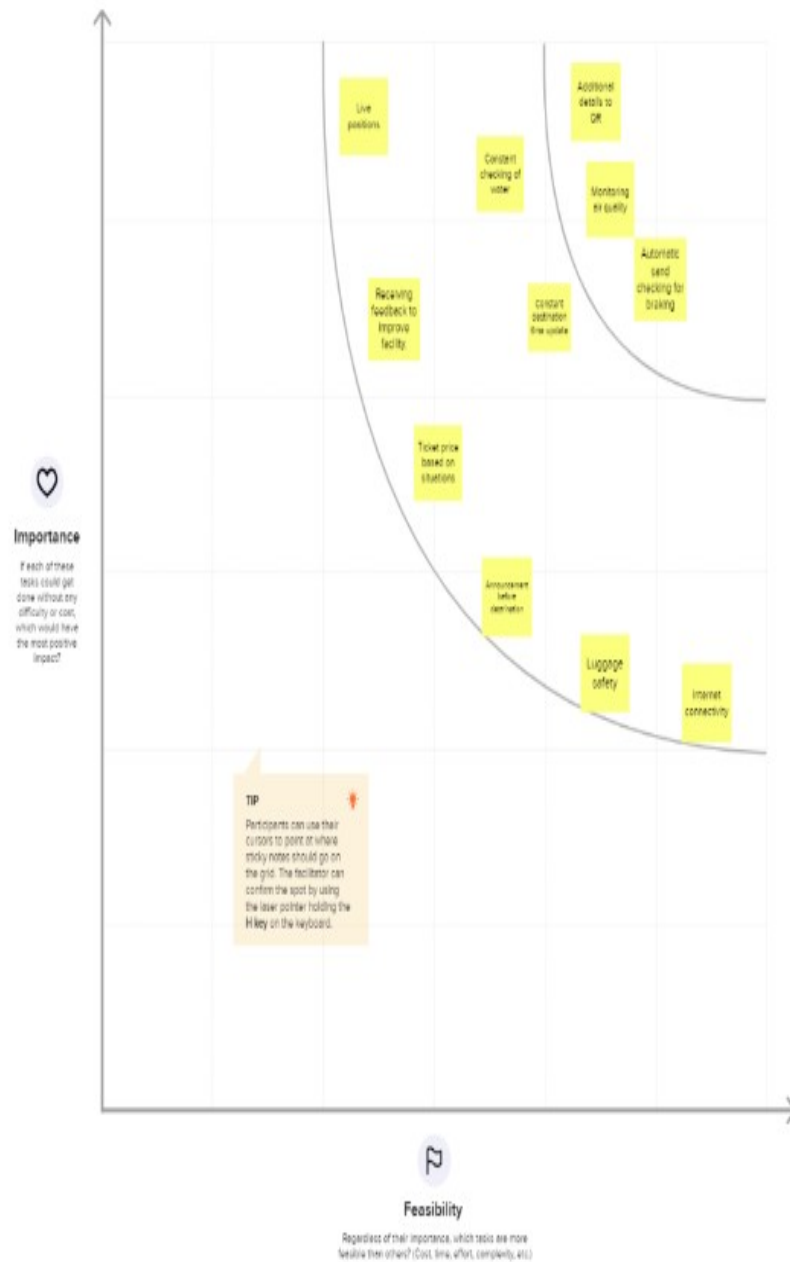 Additional
details to
QR
Live
positions
Constent
checking of
water
Monitoring
air quality
Automatic
send
checking for
braking
Receiving
feedback to
improve
facility
Constant
destination
time update
Ticket price
based on
situations
Announcement
before
destination
Luggage
safety
Internet
connectivity
Importance
If each of these
tasks could get
done without any
difficulty or cost,
which would have
the most positive
impact?
TIP
Participants can use their
cursors to point at where
sticky notes should go on
the grid. The facilitator can
confirm the spot by using
the laser pointer holding the
H key on the keyboard.
Feasibility
Regardless of their importance, which tasks are more
feasible than others? (Cost, time, effort, complexity, etc.)